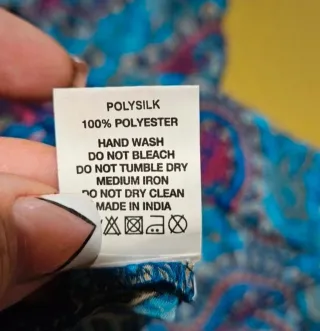 POLYSILK
100% POLYESTER
HAND WASH
DO NOT BLEACH
DO NOT TUMBLE DRY
MEDIUM IRON
DO NOT DRY CLEAN
MADE IN INDIA